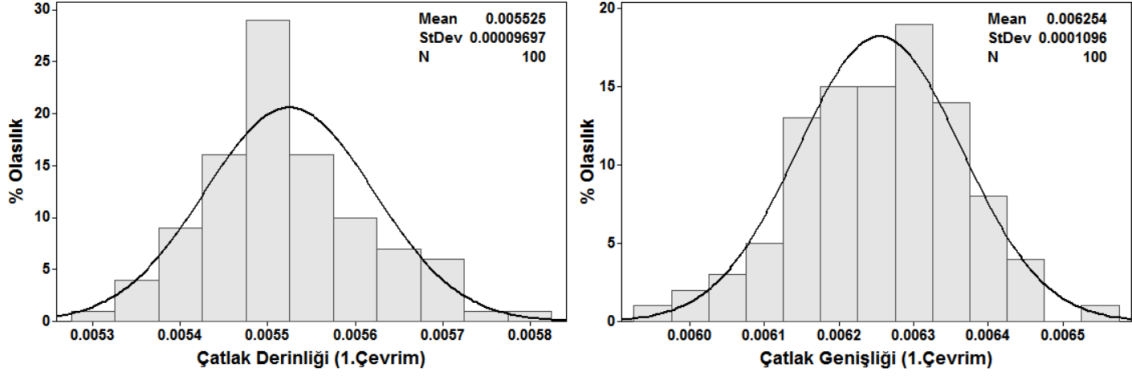 30
25
20
15
10
5
0
% Olasılık
Mean 0.005525
StDev 0.00009697
N 100
0.0053 0.0054 0.0055 0.0056 0.0057 0.0058
Çatlak Derinliği (1.Çevrim)
20
15
10
5
0
% Olasılık
Mean 0.006254
StDev 0.0001096
N 100
0.0060 0.0061 0.0062 0.0063 0.0064 0.0065
Çatlak Genişliği (1.Çevrim)